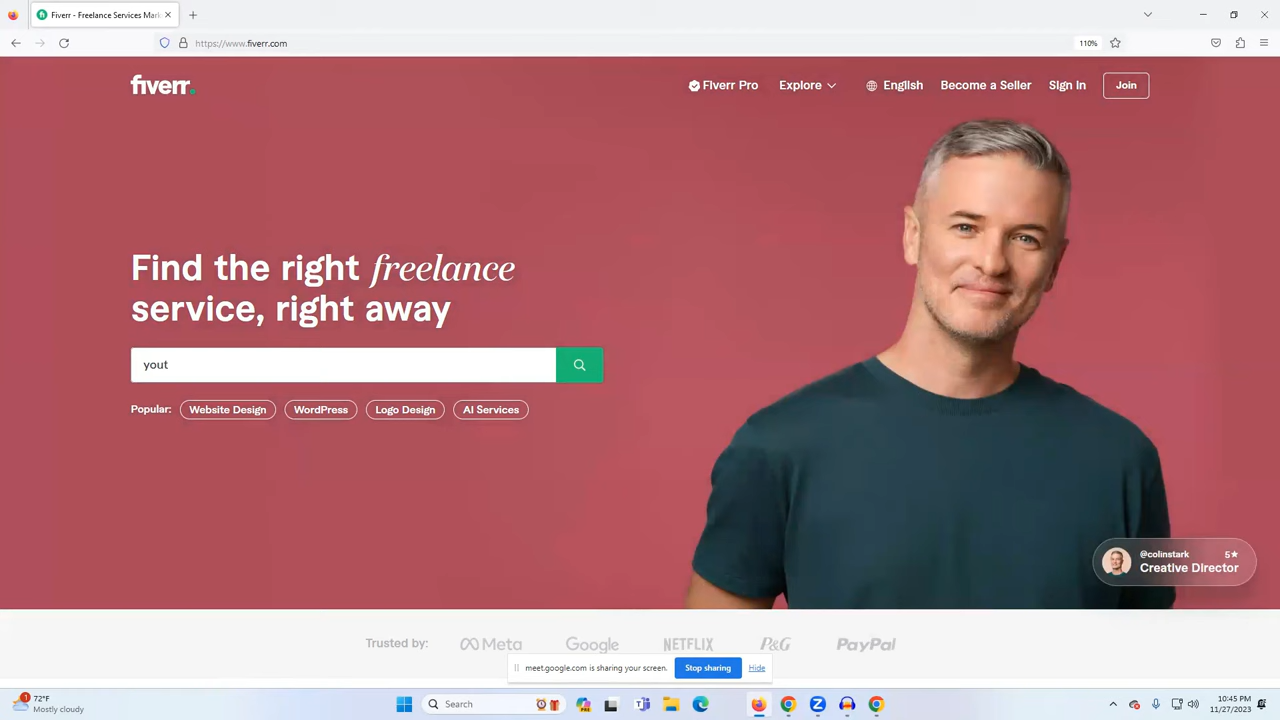 Fiverr - Freelance Services Mark
https://www.fiverr.com
110%
fiverr.
Fiverr Pro
Explore
English
Become a Seller
Sign In
Join
Find the right freelance
service, right away
yout
Popular:
Website Design
WordPress
Logo Design
AI Services
@colinstark
5★
Creative Director
Trusted by:
Meta
Google
NETFLIX
P&G
PayPal
meet.google.com is sharing your screen.
Stop sharing
Hide
1
72°F
Mostly cloudy
Search
10:45 PM
11/27/2023